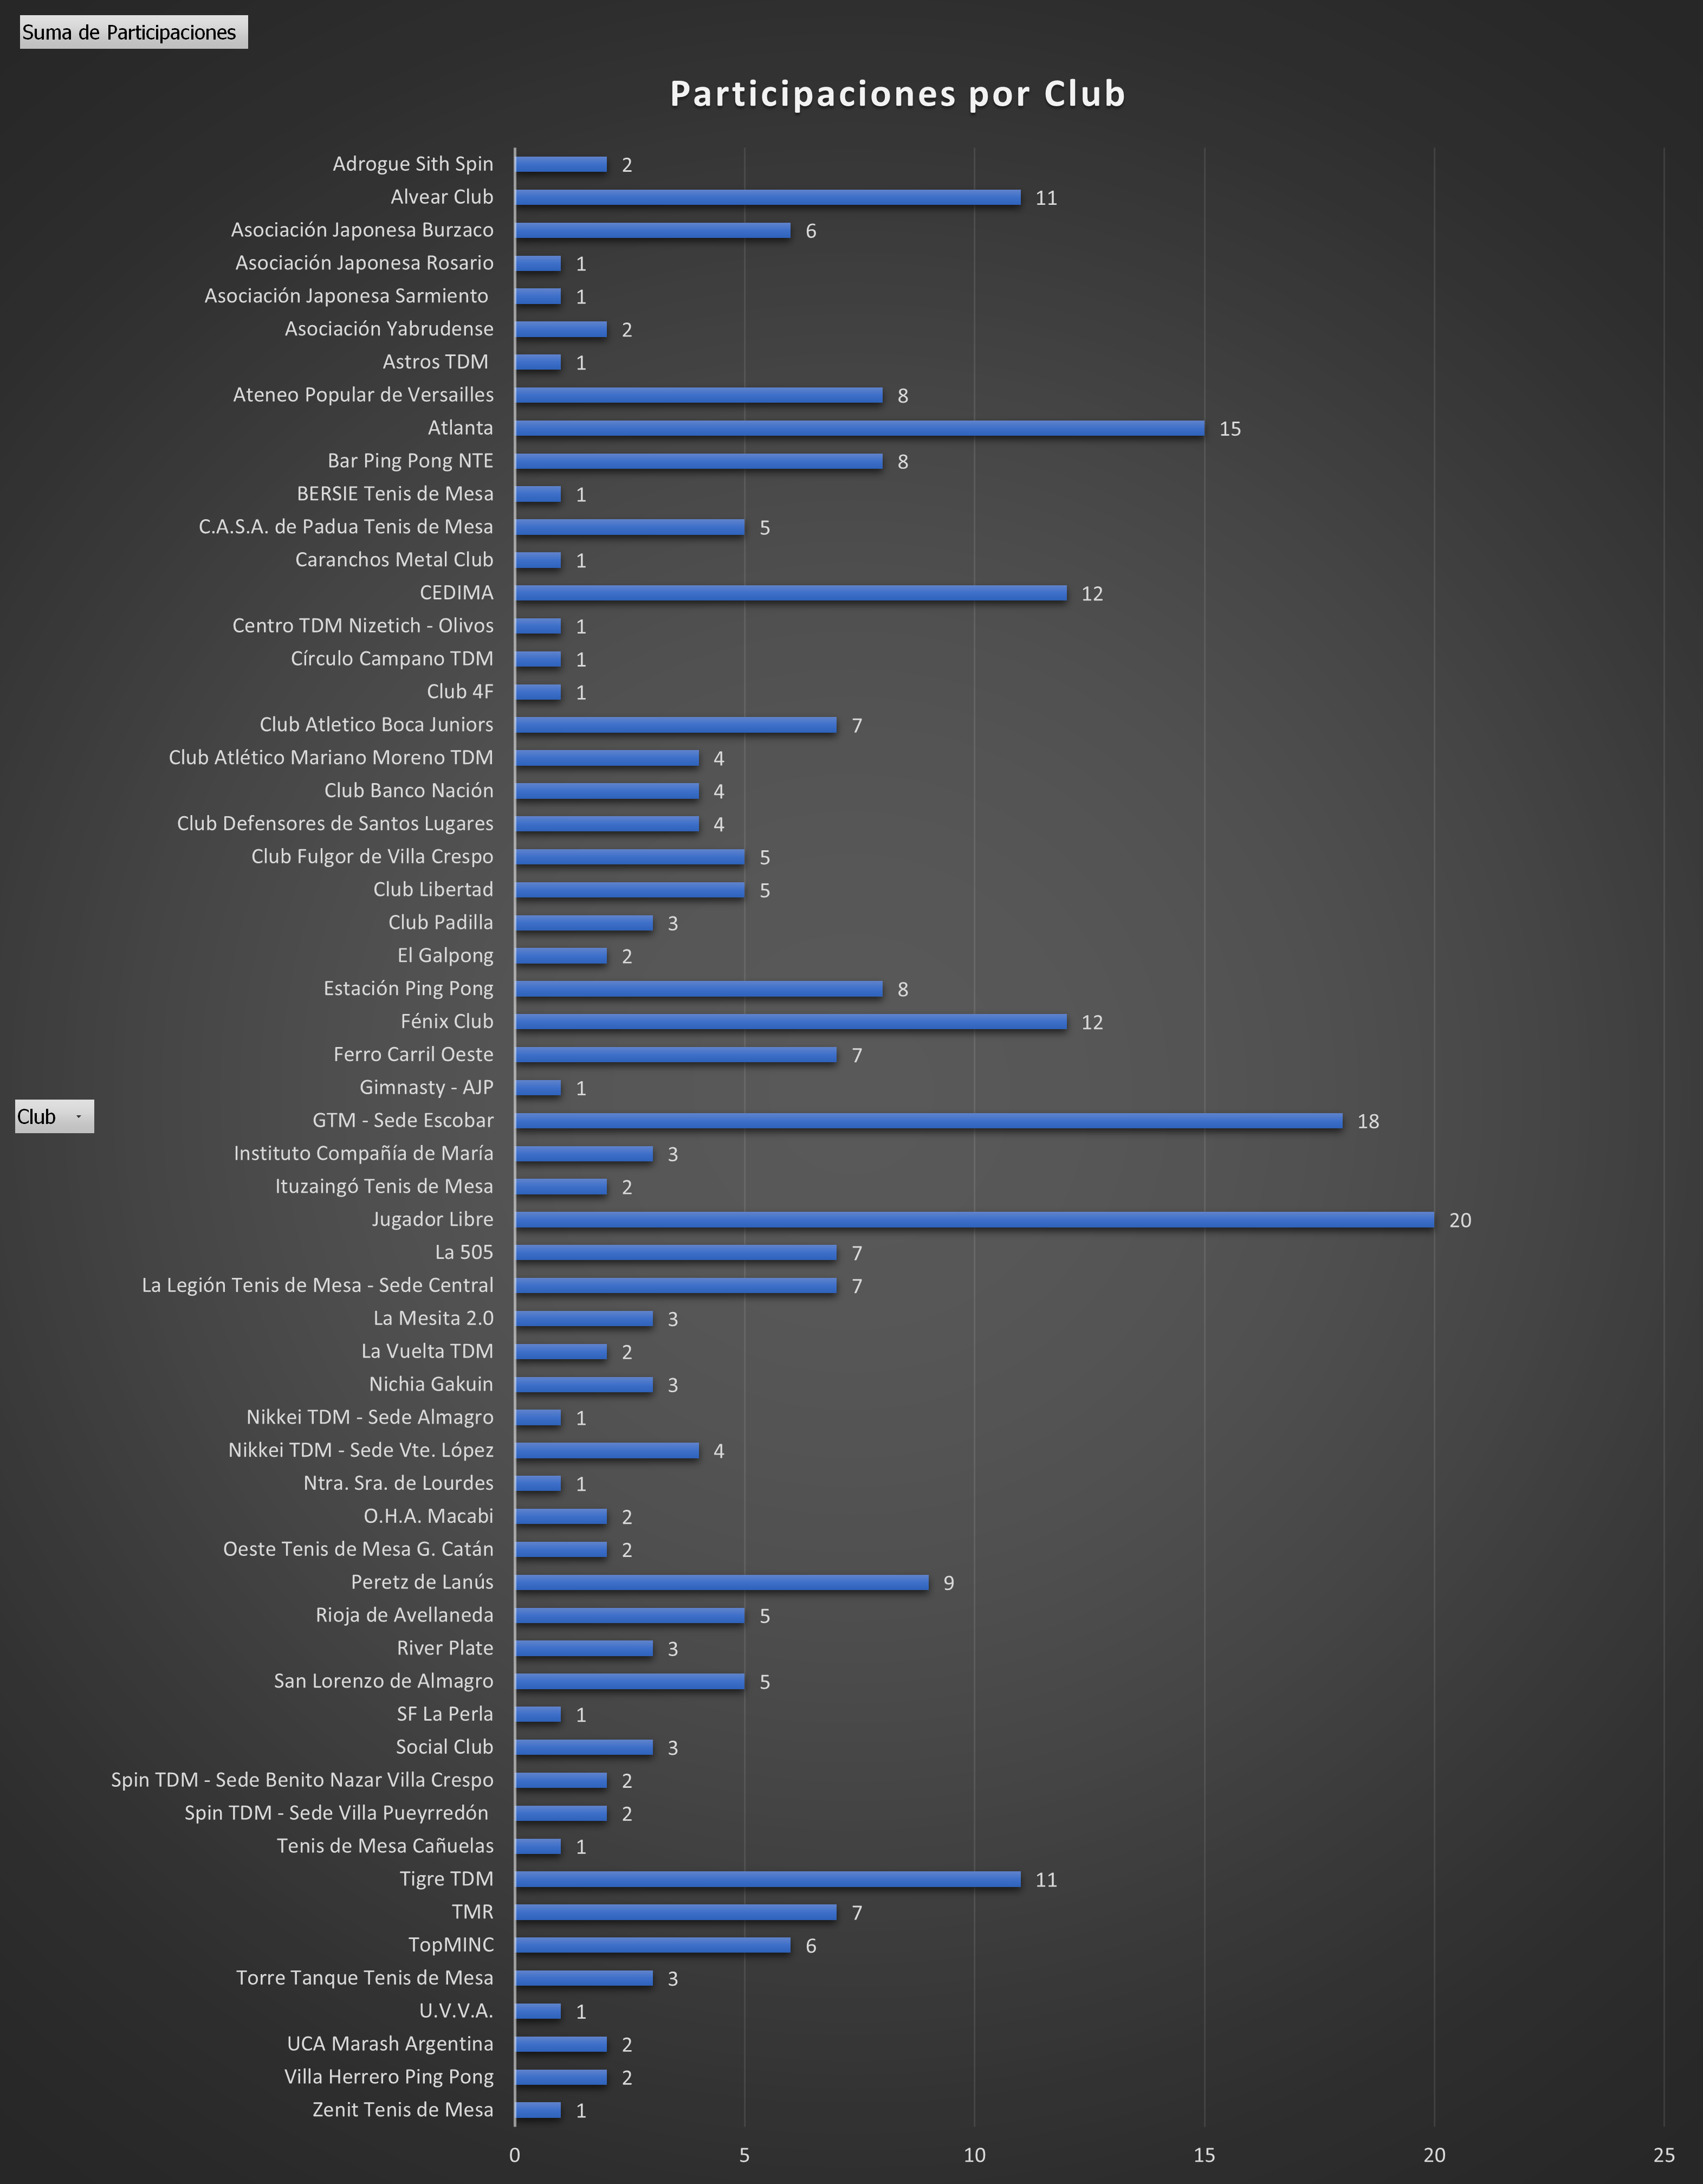 Suma de Participaciones
Participaciones por Club
Adrogue Sith Spin 2
Alvear Club 11
Asociación Japonesa Burzaco 6
Asociación Japonesa Rosario 1
Asociación Japonesa Sarmiento 1
Asociación Yabrudense 2
Astros TDM 1
Ateneo Popular de Versailles 8
Atlanta 15
Bar Ping Pong NTE 8
BERSIE Tenis de Mesa 1
C.A.S.A. de Padua Tenis de Mesa 5
Caranchos Metal Club 1
CEDIMA 12
Centro TDM Nizetich - Olivos 1
Círculo Campano TDM 1
Club 4F 1
Club Atletico Boca Juniors 7
Club Atlético Mariano Moreno TDM 4
Club Banco Nación 4
Club Defensores de Santos Lugares 4
Club Fulgor de Villa Crespo 5
Club Libertad 5
Club Padilla 3
El Galpong 2
Estación Ping Pong 8
Fénix Club 12
Ferro Carril Oeste 7
Gimnasty - AJP 1
Club
GTM - Sede Escobar 18
Instituto Compañía de María 3
Ituzaingó Tenis de Mesa 2
Jugador Libre 20
La 505 7
La Legión Tenis de Mesa - Sede Central 7
La Mesita 2.0 3
La Vuelta TDM 2
Nichia Gakuin 3
Nikkei TDM - Sede Almagro 1
Nikkei TDM - Sede Vte. López 4
Ntra. Sra. de Lourdes 1
O.H.A. Macabi 2
Oeste Tenis de Mesa G. Catán 2
Peretz de Lanús 9
Rioja de Avellaneda 5
River Plate 3
San Lorenzo de Almagro 5
SF La Perla 1
Social Club 3
Spin TDM - Sede Benito Nazar Villa Crespo 2
Spin TDM - Sede Villa Pueyrredón 2
Tenis de Mesa Cañuelas 1
Tigre TDM 11
TMR 7
TopMINC 6
Torre Tanque Tenis de Mesa 3
U.V.V.A. 1
UCA Marash Argentina 2
Villa Herrero Ping Pong 2
Zenit Tenis de Mesa 1
0 5 10 15 20 25